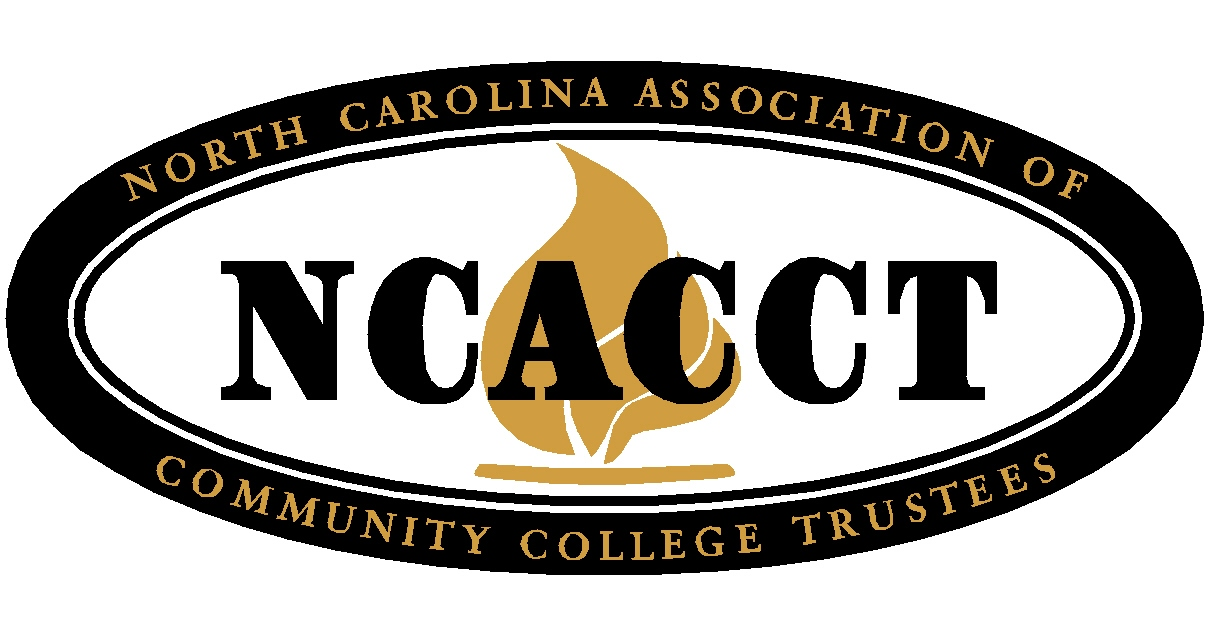 NORTH CAROLINA ASSOCIATION OF
NCACCT
COMMUNITY COLLEGE TRUSTEES